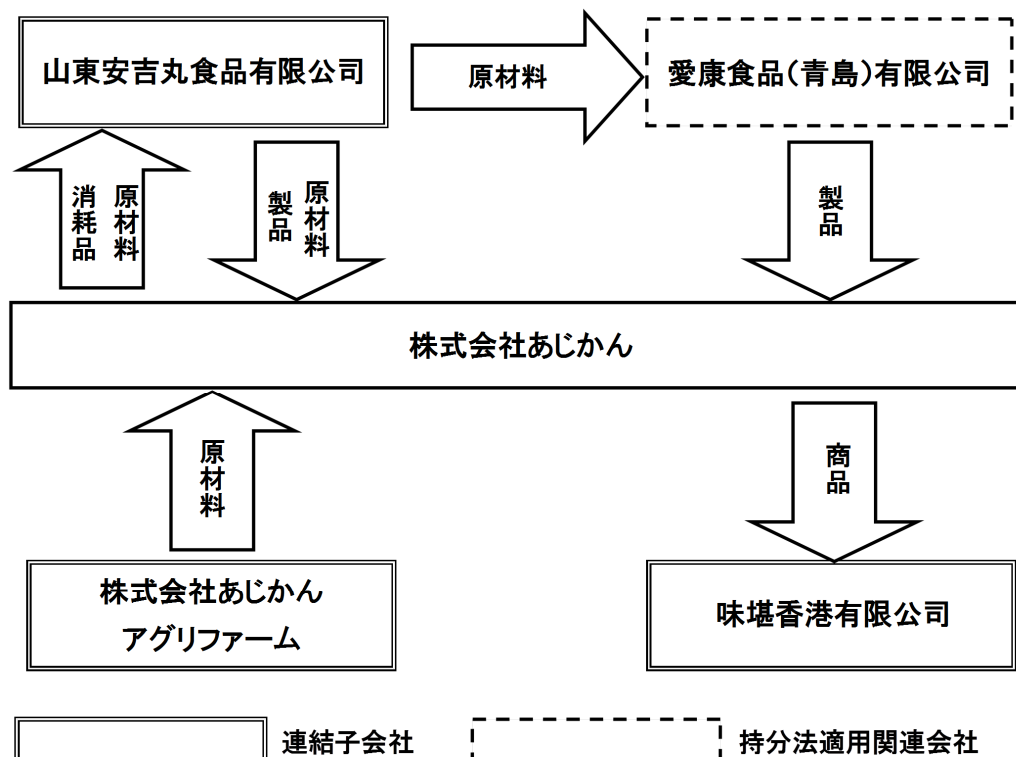 山東安吉丸食品有限公司
原材料
愛康食品（青島）有限公司
消耗品
原材料
製品
原材料
製品
株式会社あじかん
原材料
商品
株式会社あじかん
アグリファーム
味堪香港有限公司
連結子会社
持分法適用関連会社